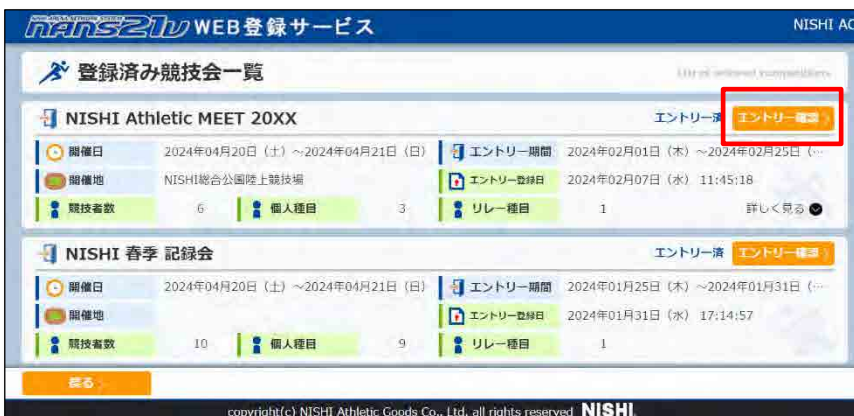 NANS21V WEB登録サービス
NISHI AC
登録済み競技会一覧
List of entered competitions
NISHI Athletic MEET 20XX
エントリー済 エントリー確認
開催日 2024年04月20日（土）～2024年04月21日（日） エントリー期間 2024年02月01日（木）～2024年02月25日（…
開催地 NISHI総合公園陸上競技場 エントリー登録日 2024年02月07日（水） 11:45:18
競技者数 6 個人種目 3 リレー種目 1 詳しく見る
NISHI 春季 記録会
エントリー済 エントリー確認
開催日 2024年04月20日（土）～2024年04月21日（日） エントリー期間 2024年01月25日（木）～2024年01月31日（…
開催地 エントリー登録日 2024年01月31日（水） 17:14:57
競技者数 10 個人種目 9 リレー種目 1
戻る
copyright(c) NISHI Athletic Goods Co., Ltd. all rights reserved NISHI.